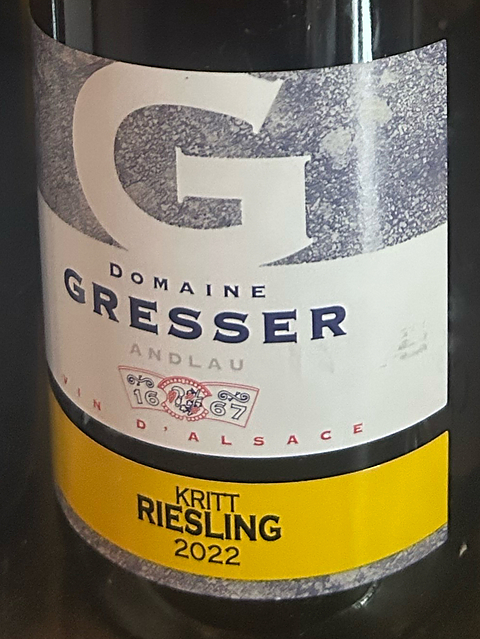 G
DOMAINE
GRESSER
ANDLAU
16 67
VIN D'ALSACE
KRITT
RIESLING
2022